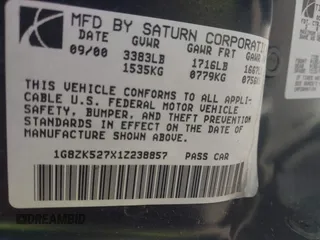 MFD BY SATURN CORPORATI
DATE GVWR GAWR FRT GAWR
09/00 3383LB 1716LB
1535KG 0779KG
THIS VEHICLE CONFORMS TO ALL APPLI-
CABLE U.S. FEDERAL MOTOR VEHICLE
SAFETY, BUMPER, AND THEFT PREVENTION
STANDARDS IN EFFECT ON THE DATE OF
MANUFACTURE SHOWN ABOVE.
1G8ZK527X1Z238857 PASS CAR
DREAMBID